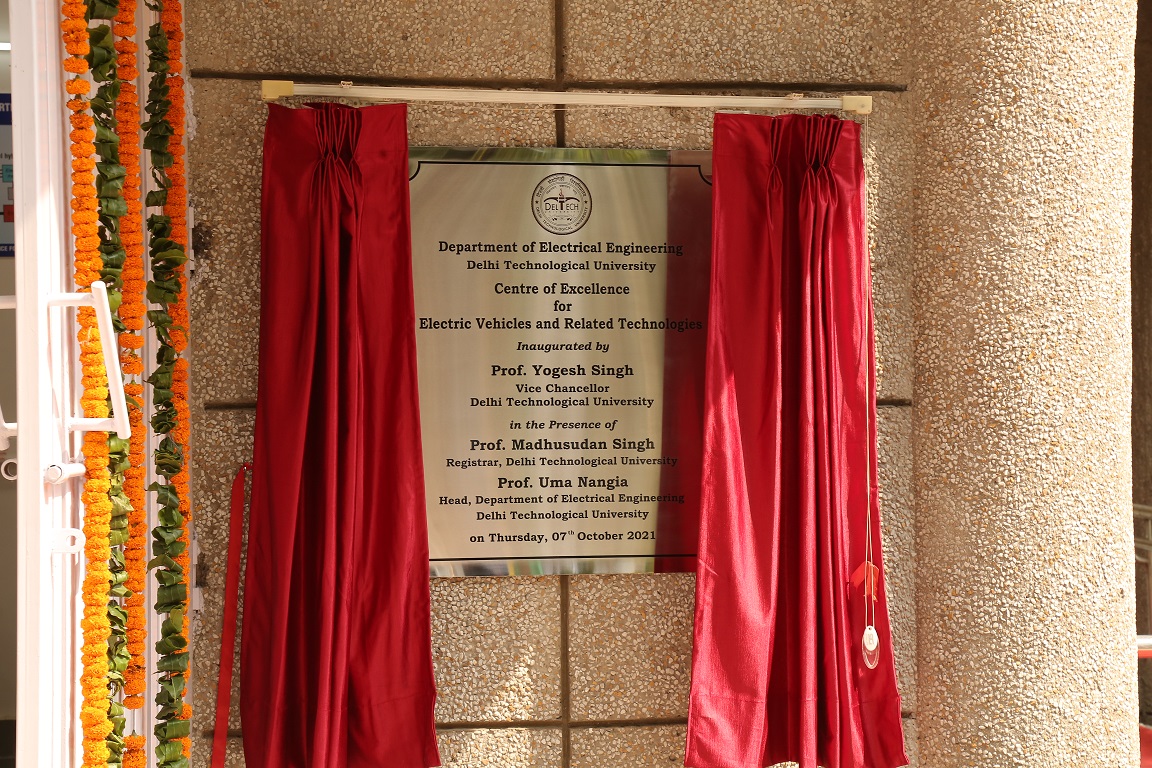 DELTECH
Department of Electrical Engineering
Delhi Technological University
Centre of Excellence
for
Electric Vehicles and Related Technologies
Inaugurated by
Prof. Yogesh Singh
Vice Chancellor
Delhi Technological University
in the Presence of
Prof. Madhusudan Singh
Registrar, Delhi Technological University
Prof. Uma Nangia
Head, Department of Electrical Engineering
Delhi Technological University
on Thursday, 07th October 2021